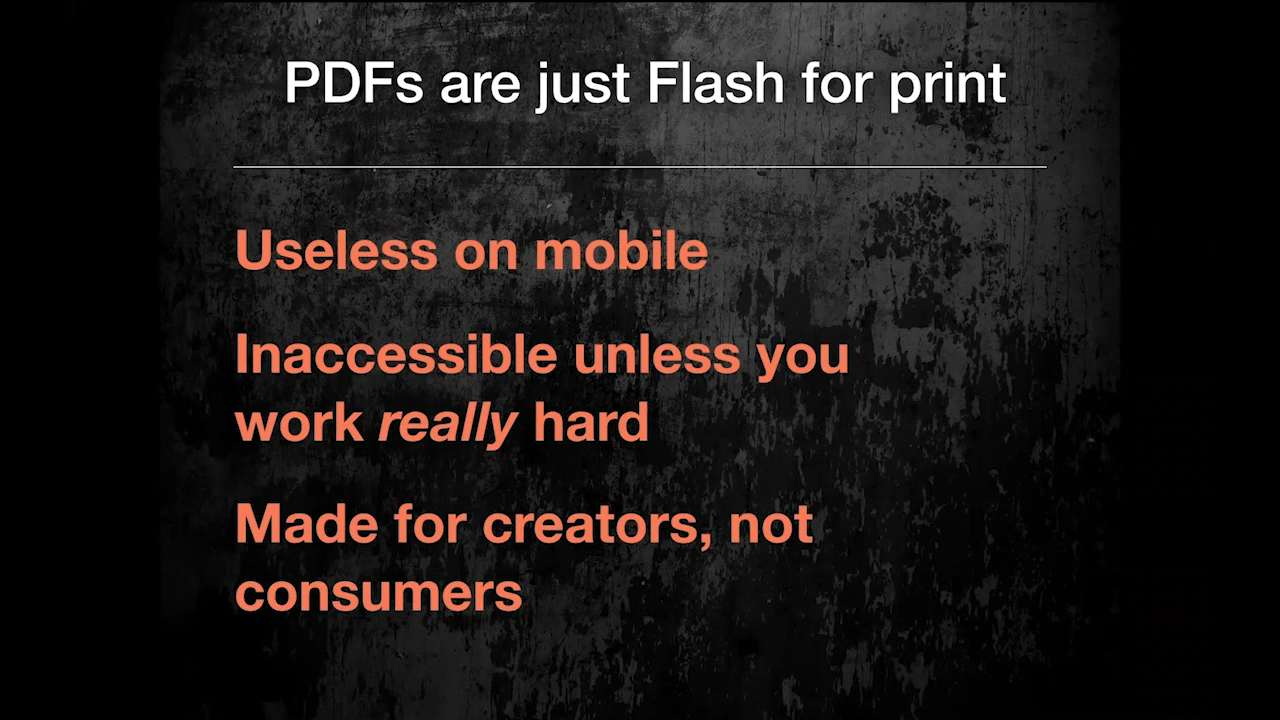 PDFs are just Flash for print
Useless on mobile
Inaccessible unless you
work really hard
Made for creators, not
consumers